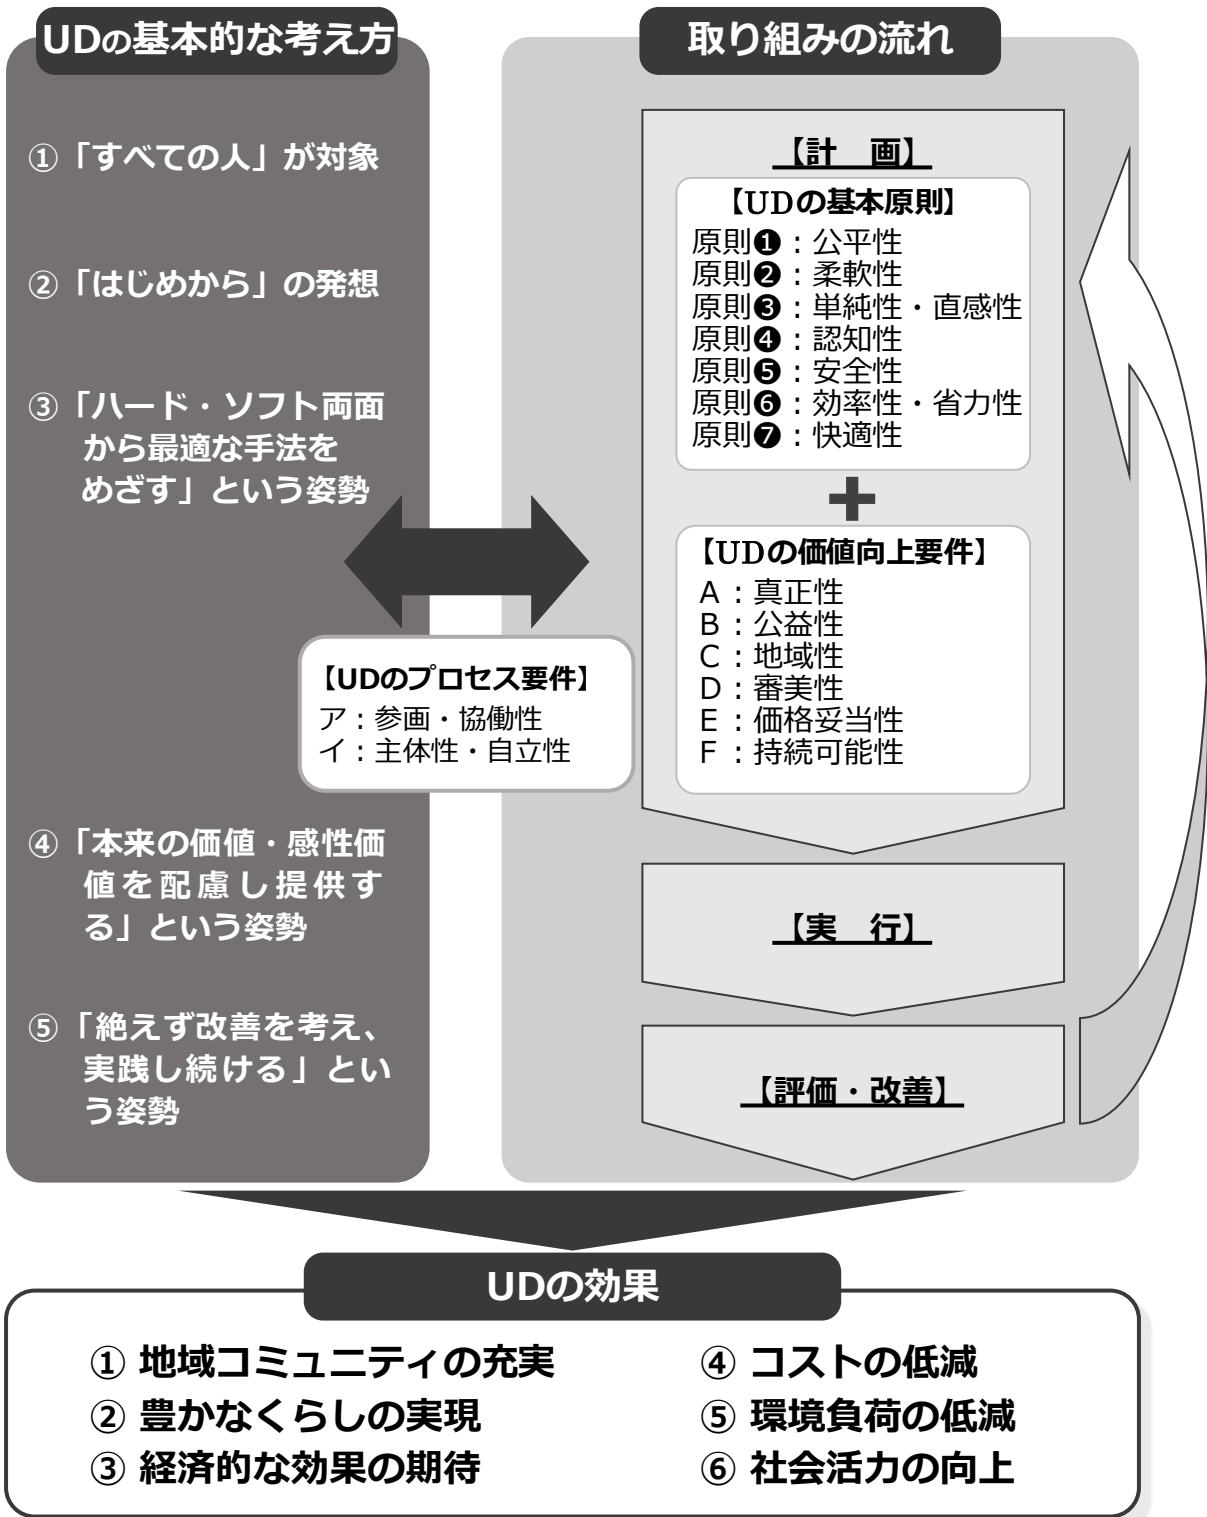 UDの基本的な考え方
①「すべての人」が対象
②「はじめから」の発想
③「ハード・ソフト両面
から最適な手法を
めざす」という姿勢
④「本来の価値・感性価
値を配慮し提供す
る」という姿勢
⑤「絶えず改善を考え、
実践し続ける」とい
う姿勢
【UDのプロセス要件】
ア：参画・協働性
イ：主体性・自立性
取り組みの流れ
【計　画】
【UDの基本原則】
原則❶：公平性
原則❷：柔軟性
原則❸：単純性・直感性
原則❹：認知性
原則❺：安全性
原則❻：効率性・省力性
原則❼：快適性
【UDの価値向上要件】
A：真正性
B：公益性
C：地域性
D：審美性
E：価格妥当性
F：持続可能性
【実　行】
【評価・改善】
UDの効果
① 地域コミュニティの充実
② 豊かなくらしの実現
③ 経済的な効果の期待
④ コストの低減
⑤ 環境負荷の低減
⑥ 社会活力の向上